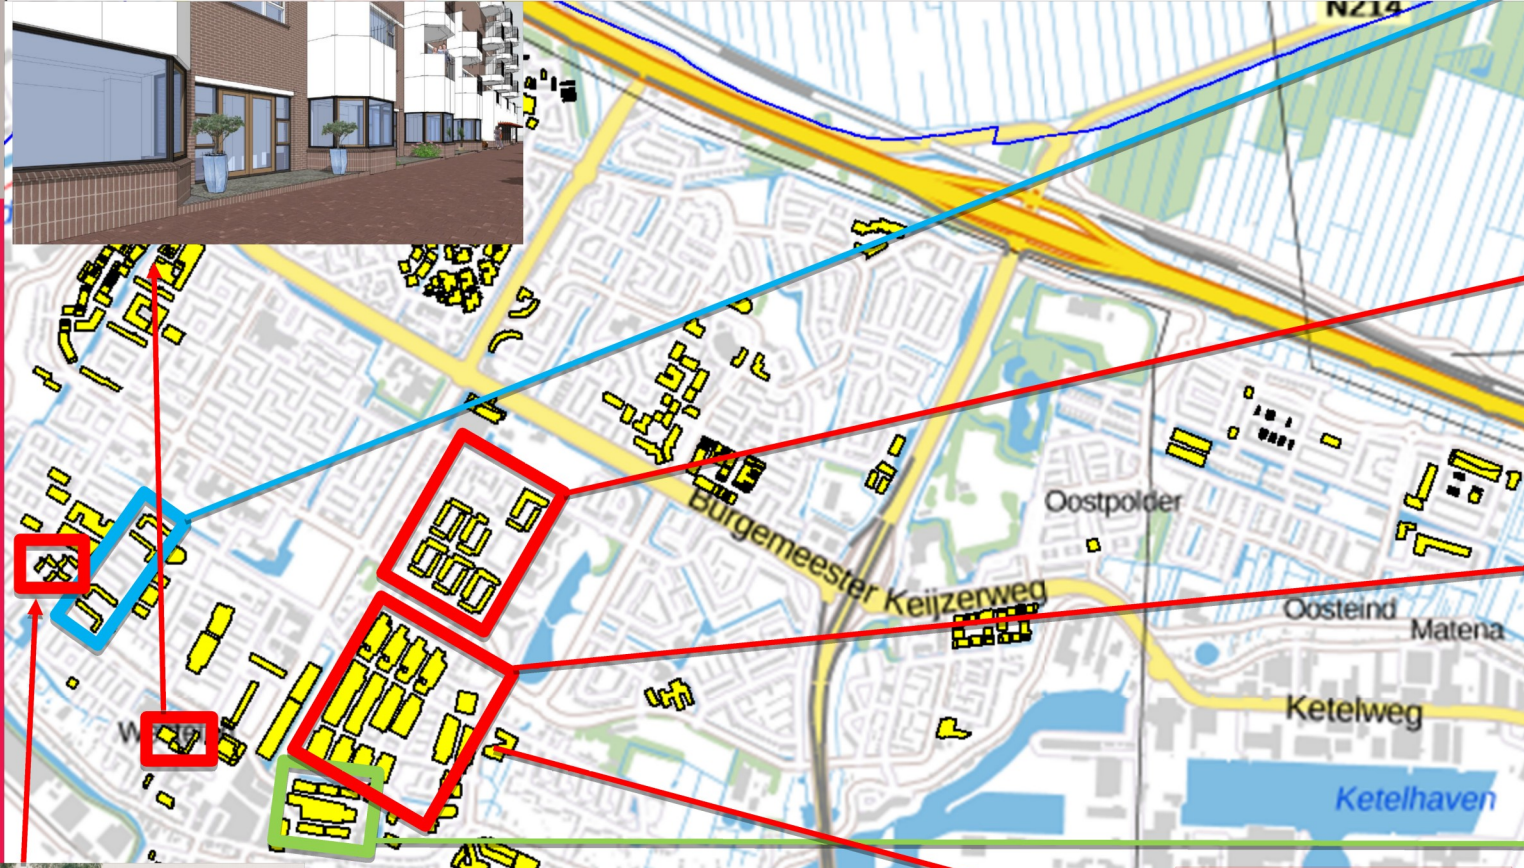 N214
Oostpolder
Burgemeester Keijzerweg
Oosteind
Matena
Ketelweg
Ketelhaven